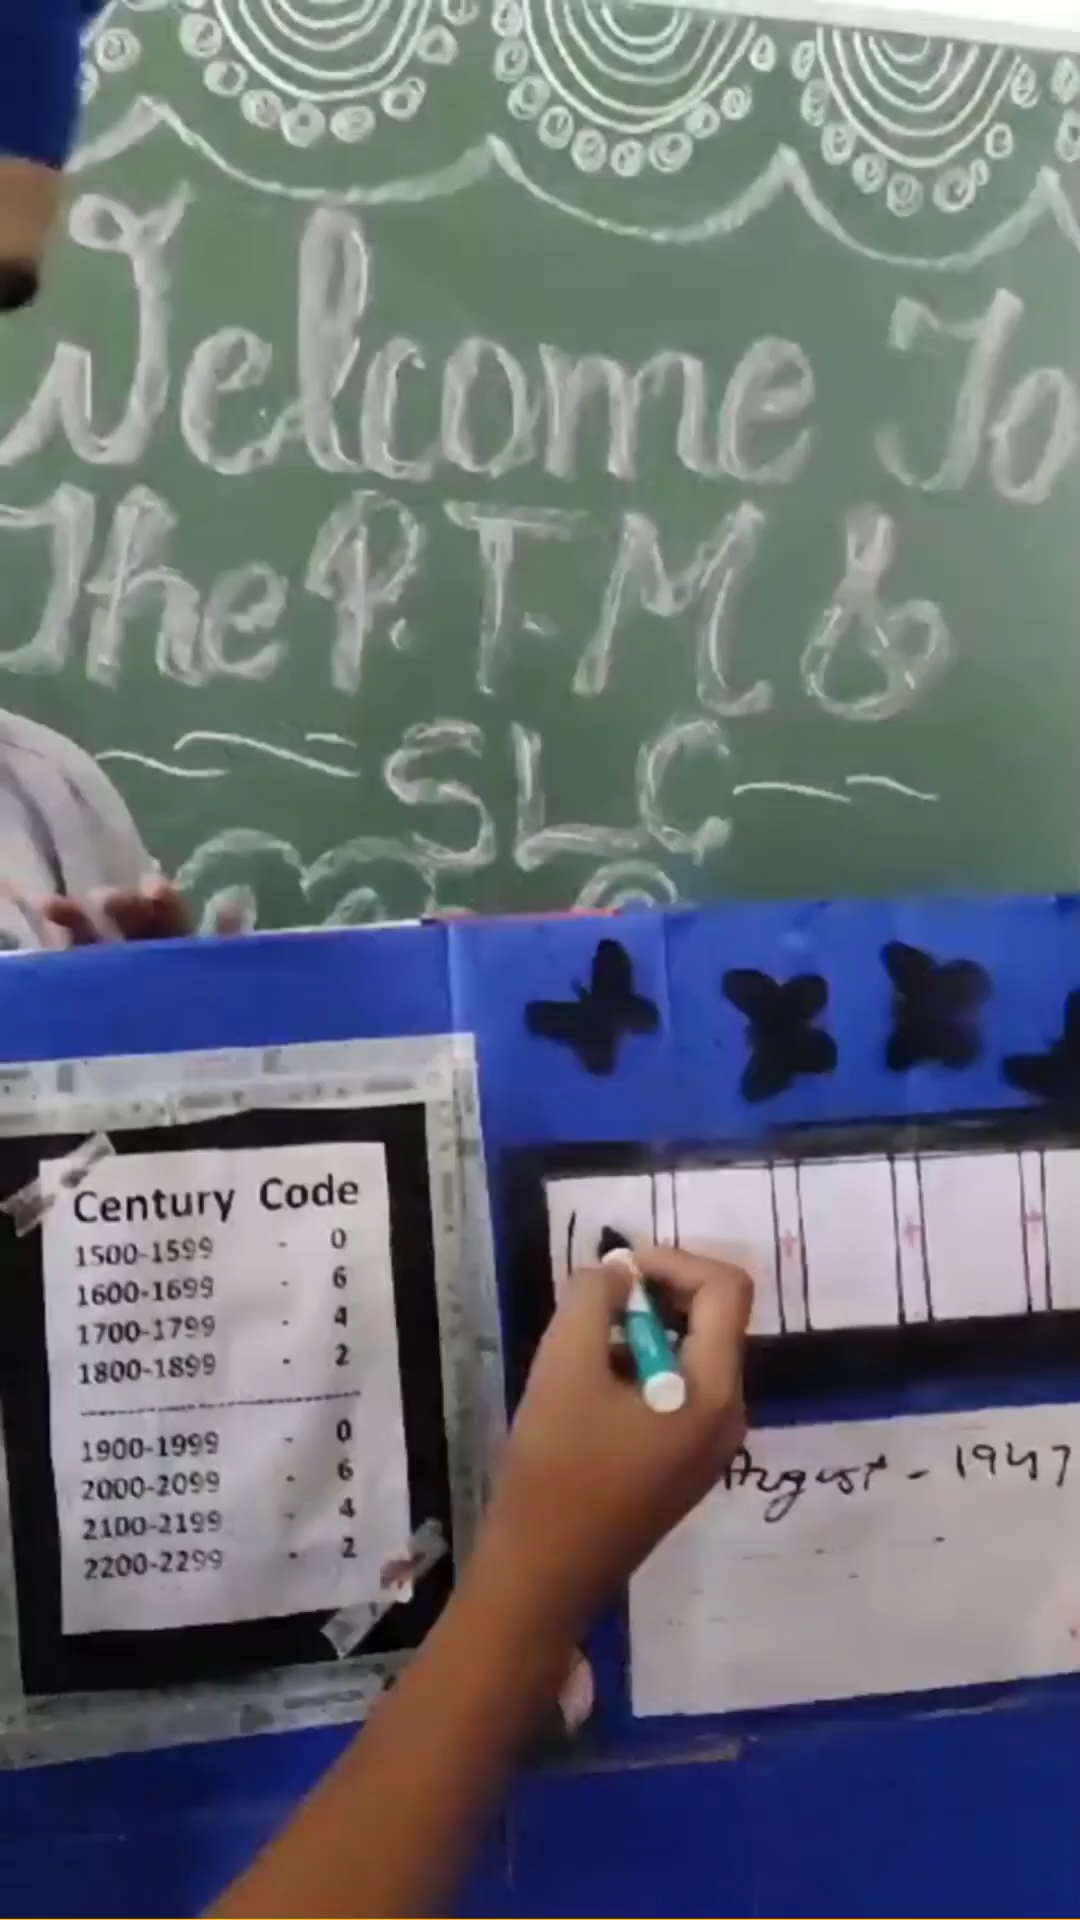 Welcome To
The P.T.M &
SLC
Century Code
1500-1599 - 0
1600-1699 - 6
1700-1799 - 4
1800-1899 - 2
--------------------------------
1900-1999 - 0
2000-2099 - 6
2100-2199 - 4
2200-2299 - 2
+ + +
August - 1947